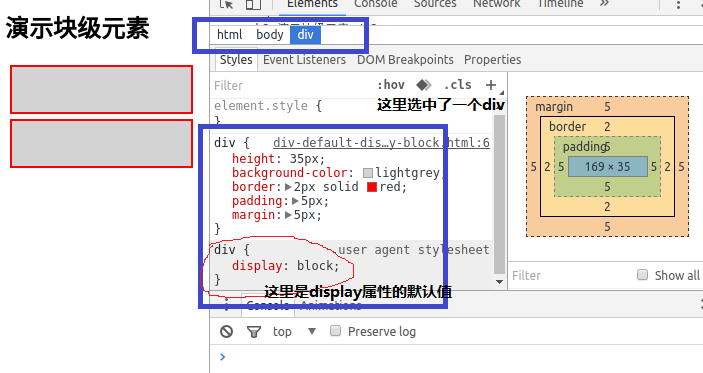 Elements Console Sources Network Timeline
演示块级元素
html body div
Styles Event Listeners DOM Breakpoints Properties
Filter :hov .cls +
element.style {
这里选中了一个div
}
div { div-default-dis…y-block.html:6
height: 35px;
background-color: lightgrey;
border: 2px solid red;
padding: 5px;
margin: 5px;
}
div { user agent stylesheet
display: block;
}
这里是display属性的默认值
margin 5
border 2
padding 5
5 2 5 169 × 35 5 2 5
5
2
5
Filter Show all
Console Animations
top Preserve log